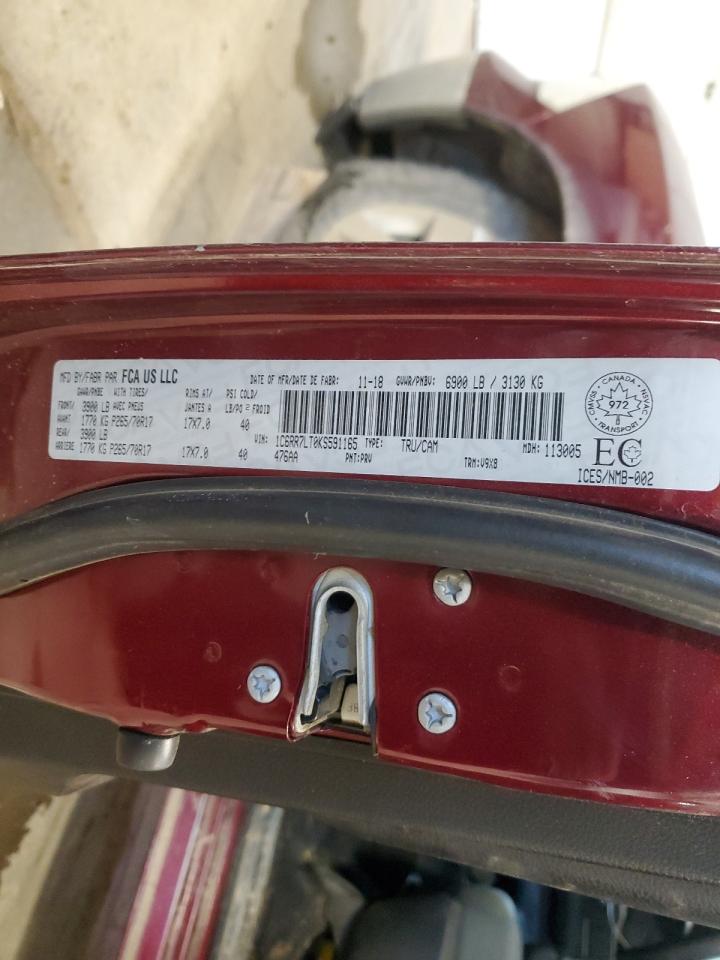 MFD BY/FABR PAR FCA US LLC DATE OF MFR/DATE DE FABR: 11-18 GVWR/PNBV: 6900 LB / 3130 KG
GAWR/PNBE WITH TIRES/ RIMS AT/ PSI COLD/
FRONT/ 3900 LB AVEC PNEUS JANTES A LB/PO2 FROID
AVANT 1770 KG P265/70R17 17X7.0 40
REAR/ 3900 LB
ARRIERE 1770 KG P265/70R17 17X7.0 40
VIN: 1C6RR7LT0KS591165 TYPE: TRU/CAM MDH: 113005
476AA PNT:PRV TRM:V9X8
CANADA
CMVSS NSVAC
972
TRANSPORT
EC
ICES/NMB-002